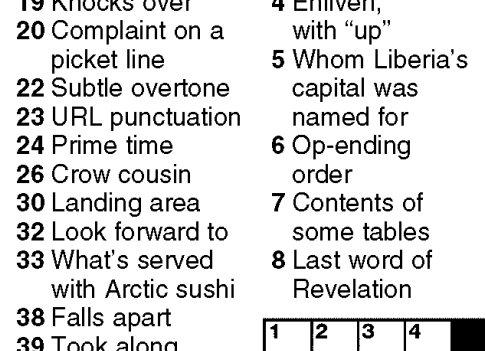 19 Knocks over
20 Complaint on a
picket line
22 Subtle overtone
23 URL punctuation
24 Prime time
26 Crow cousin
30 Landing area
32 Look forward to
33 What's served
with Arctic sushi
38 Falls apart
39 Took along
4 Enliven,
with “up”
5 Whom Liberia's
capital was
named for
6 Op-ending
order
7 Contents of
some tables
8 Last word of
Revelation
1 2 3 4